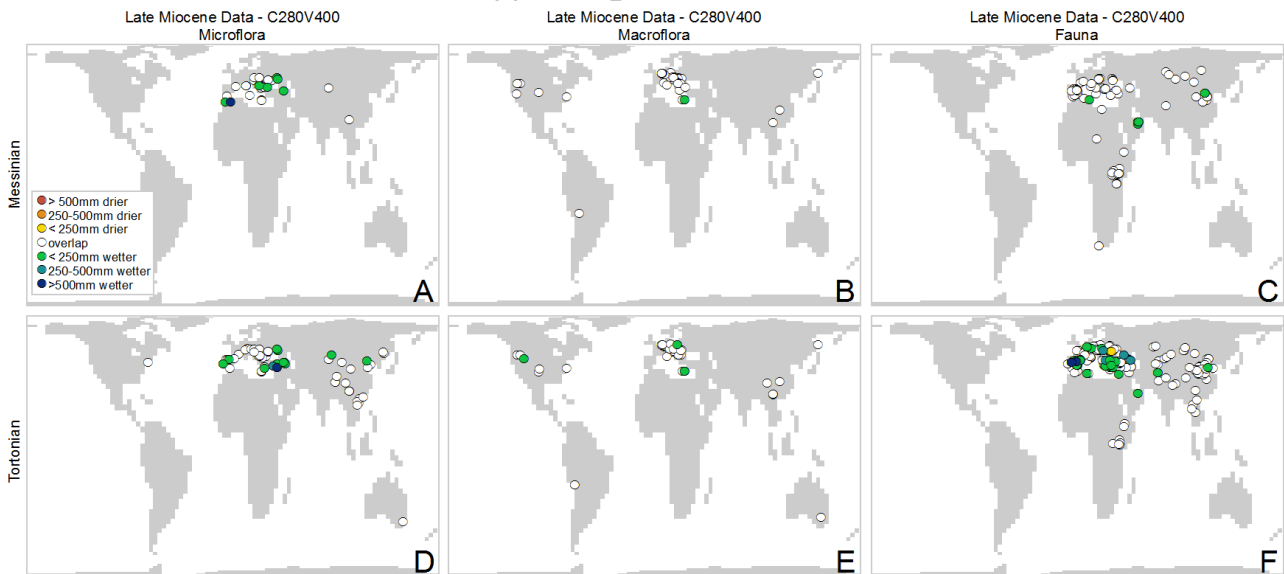 Late Miocene Data - C280V400
Microflora
Late Miocene Data - C280V400
Macroflora
Late Miocene Data - C280V400
Fauna
Messinian
> 500mm drier
250-500mm drier
< 250mm drier
overlap
< 250mm wetter
250-500mm wetter
>500mm wetter
A
B
C
Tortonian
D
E
F